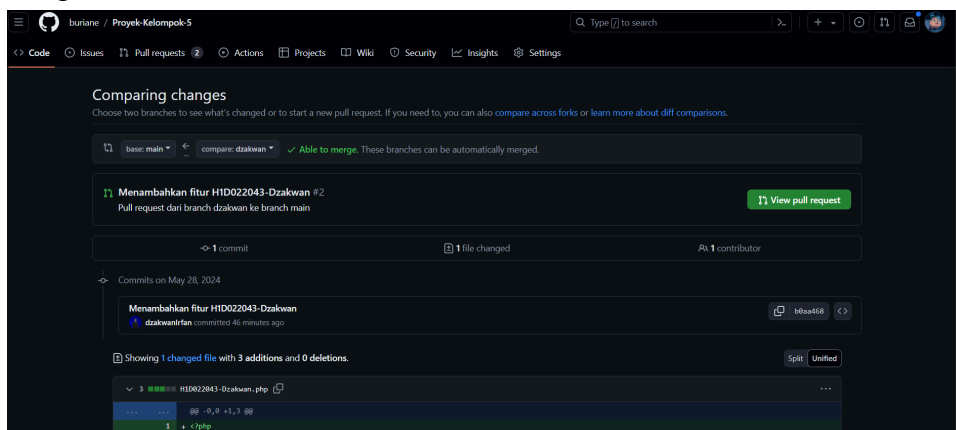 buriane / Proyek-Kelompok-5
Type / to search
Code Issues Pull requests 2 Actions Projects Wiki Security Insights Settings
Comparing changes
Choose two branches to see what's changed or to start a new pull request. If you need to, you can also compare across forks or learn more about diff comparisons.
base: main compare: dzakwan Able to merge. These branches can be automatically merged.
Menambahkan fitur H1D022043-Dzakwan #2
Pull request dari branch dzakwan ke branch main
View pull request
1 commit 1 file changed 1 contributor
Commits on May 28, 2024
Menambahkan fitur H1D022043-Dzakwan
dzakwanIrfan committed 46 minutes ago
b0aa468
Showing 1 changed file with 3 additions and 0 deletions.
Split Unified
3 H1D022043-Dzakwan.php
... ... @@ -0,0 +1,3 @@
1 + <?php